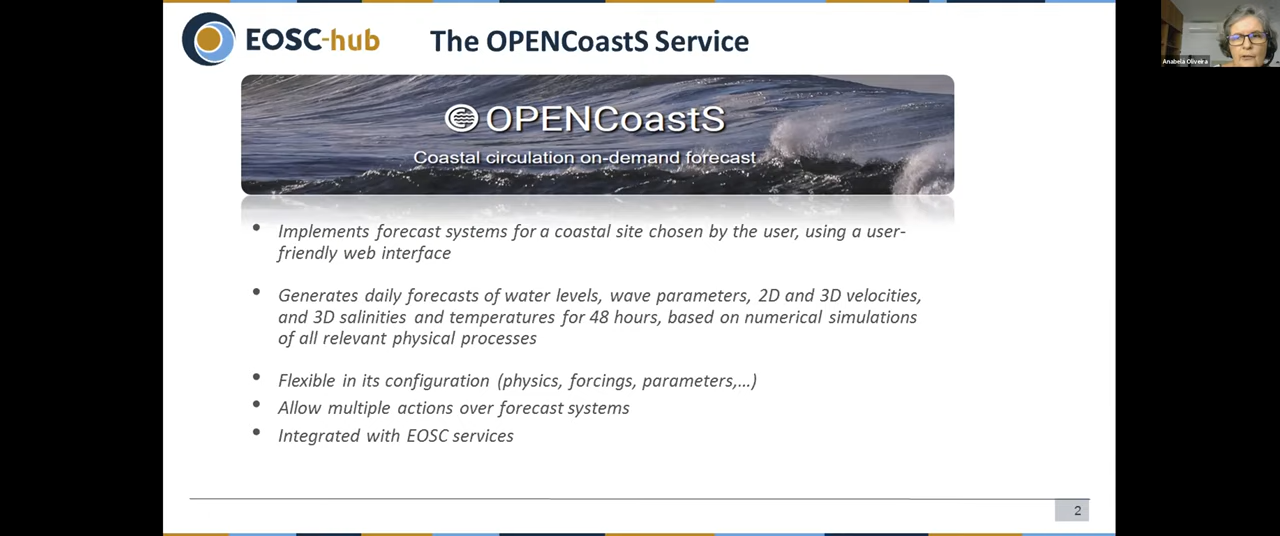 EOSC-hub
The OPENCoastS Service
OPENCoastS
Coastal circulation on-demand forecast
Anabela Oliveira
• Implements forecast systems for a coastal site chosen by the user, using a user-
friendly web interface
• Generates daily forecasts of water levels, wave parameters, 2D and 3D velocities,
and 3D salinities and temperatures for 48 hours, based on numerical simulations
of all relevant physical processes
• Flexible in its configuration (physics, forcings, parameters,...)
• Allow multiple actions over forecast systems
• Integrated with EOSC services
2